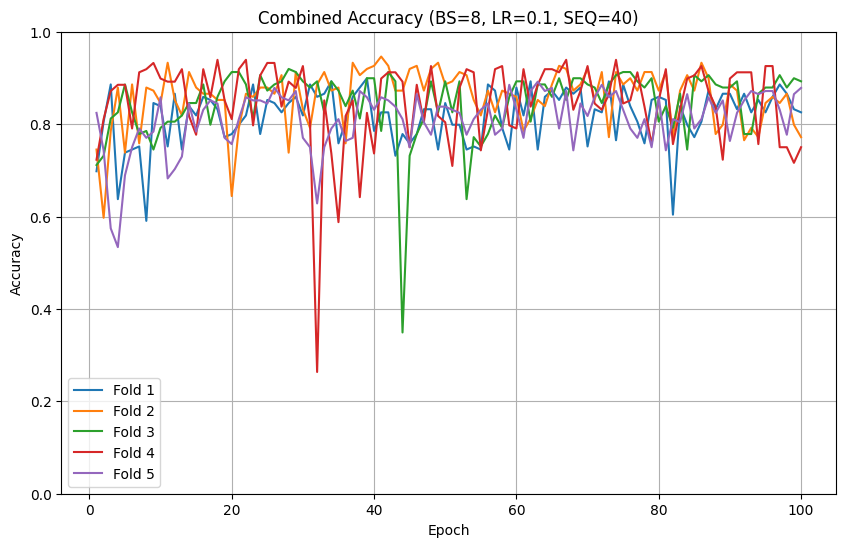 Combined Accuracy (BS=8, LR=0.1, SEQ=40)
1.0
0.8
0.6
0.4
0.2
0.0
Accuracy
Fold 1
Fold 2
Fold 3
Fold 4
Fold 5
0 20 40 60 80 100
Epoch